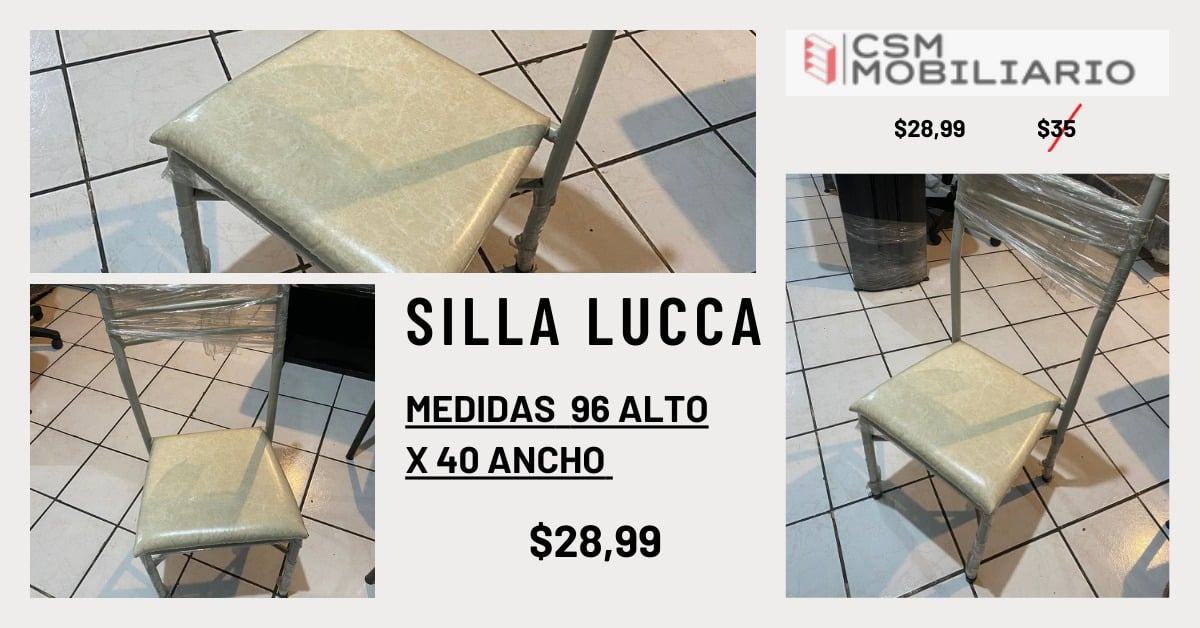 CSM
MOBILIARIO
$28,99
$35
SILLA LUCCA
MEDIDAS 96 ALTO
X 40 ANCHO
$28,99